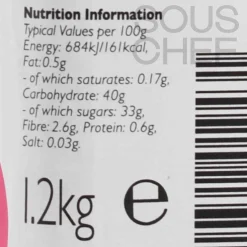 SOUS
CHEF
Nutrition Information
Typical Values per 100g
Energy: 684kJ/161kcal,
Fat:0.5g
- of which saturates: 0.17g,
Carbohydrate: 40g
- of which sugars: 33g,
Fibre: 2.6g, Protein: 0.6g,
Salt: 0.03g.
1.2kg e